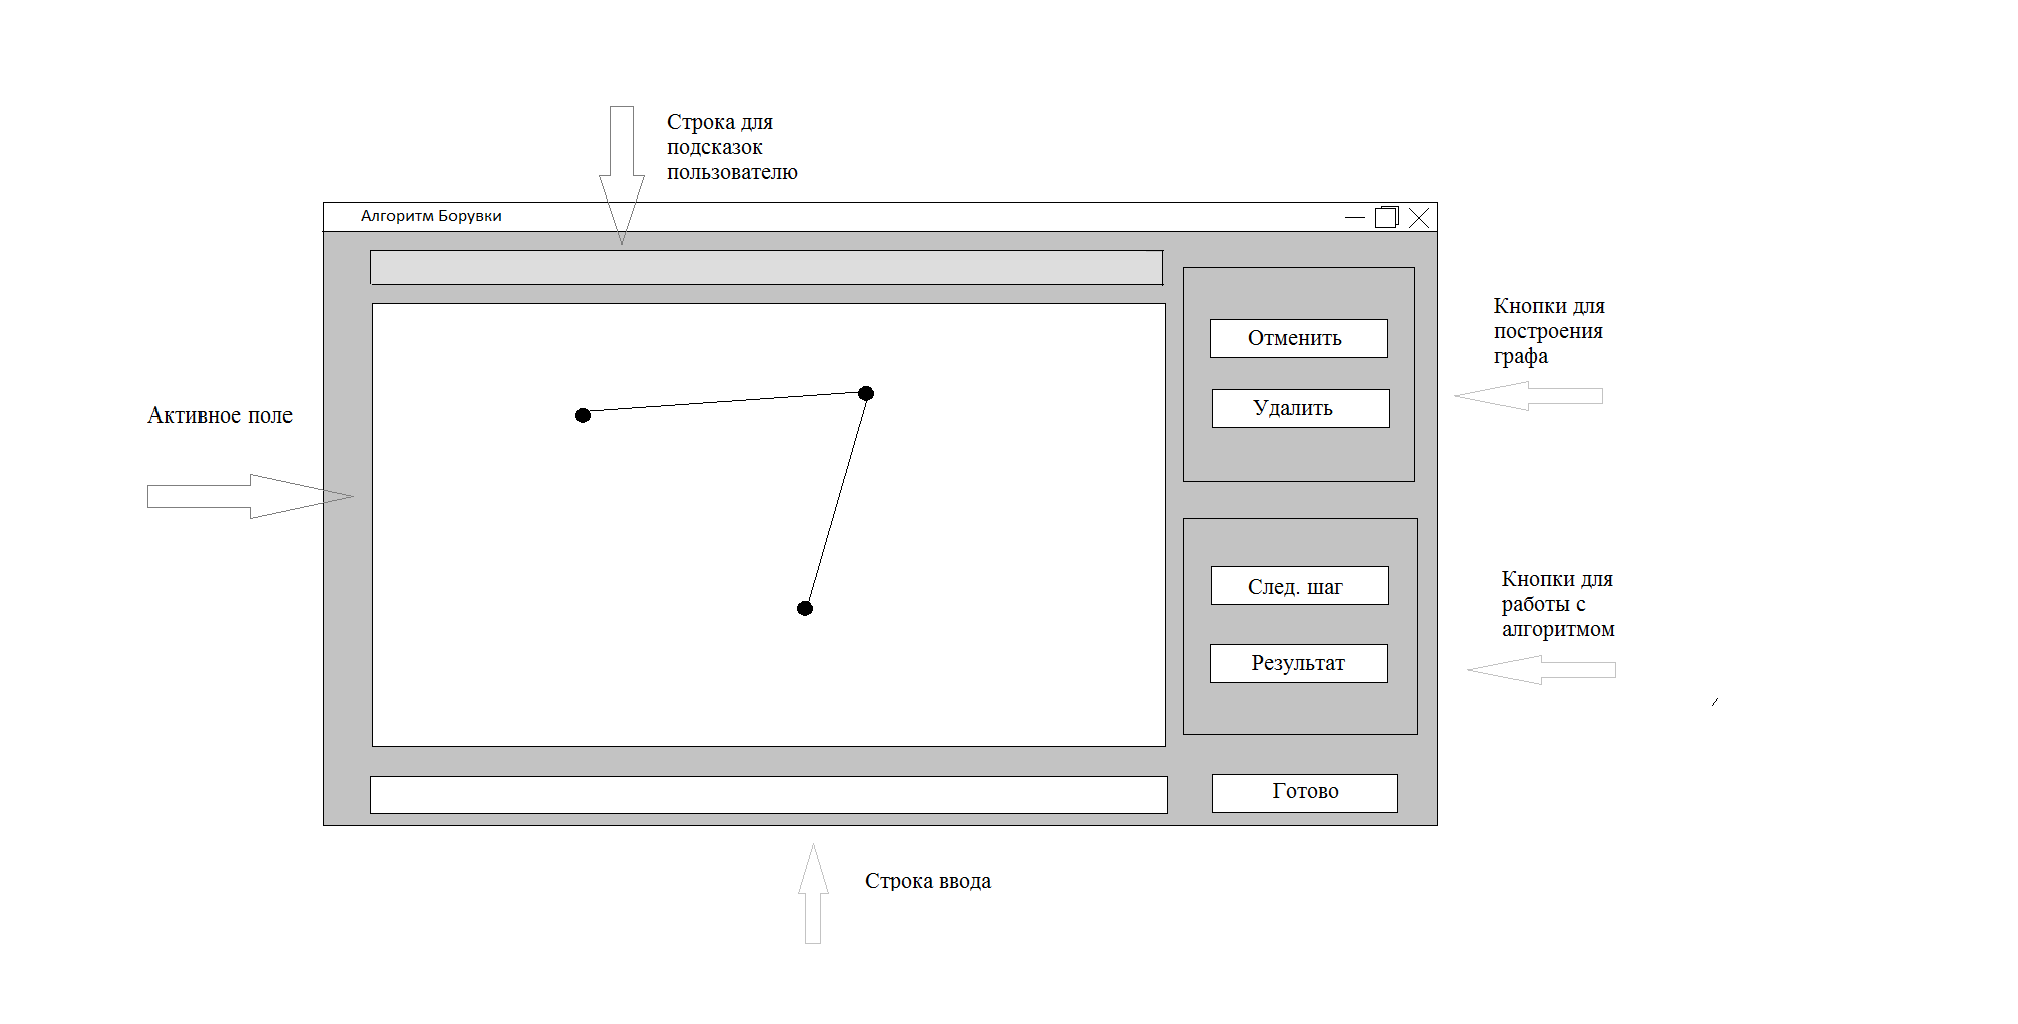 Строка для
подсказок
пользователю
Алгоритм Борувки
Отменить
Удалить
Кнопки для
построения
графа
Активное поле
След. шаг
Результат
Кнопки для
работы с
алгоритмом
Готово
Строка ввода